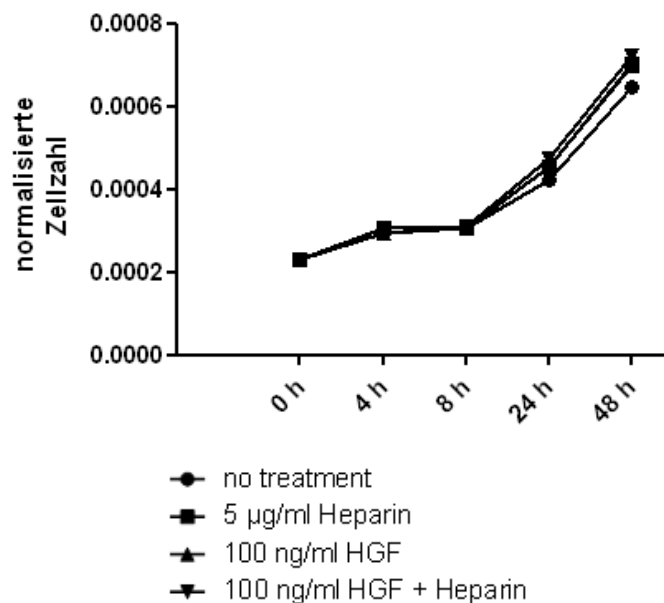 0.0008
0.0006
0.0004
0.0002
0.0000
normalisierte
Zellzahl
0 h
4 h
8 h
24 h
48 h
no treatment
5 µg/ml Heparin
100 ng/ml HGF
100 ng/ml HGF + Heparin